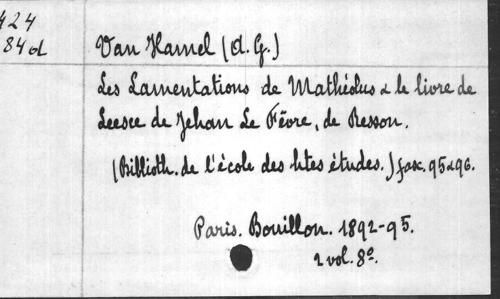 424
84d
Van Hamel (A. G.)
Les Lamentations de Mathéolus & le livre de
Leesce de Jehan Le Fèvre, de Resson.
(Biblioth. de l'école des htes études.) fasc. 95 & 96.
Paris. Bouillon. 1892-95.
2 vol. 8º.